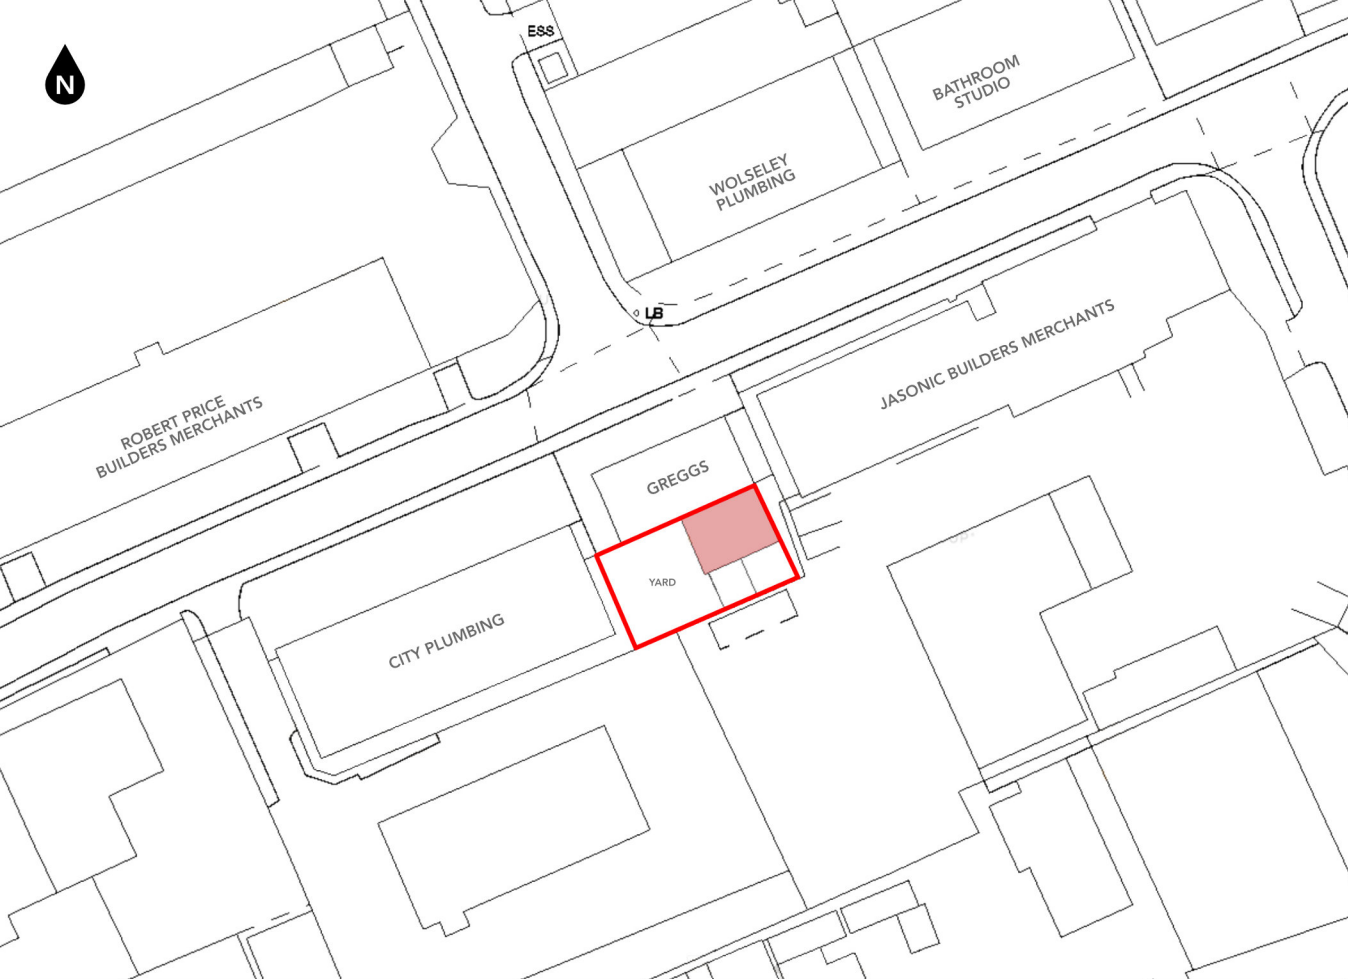 ESS
N
BATHROOM
STUDIO
WOLSELEY
PLUMBING
LB
JASONIC BUILDERS MERCHANTS
ROBERT PRICE
BUILDERS MERCHANTS
GREGGS
YARD
CITY PLUMBING